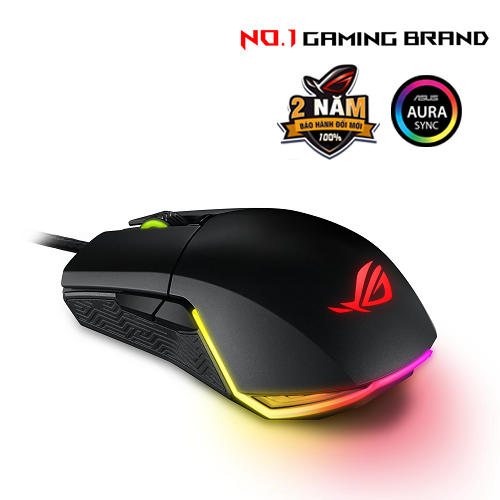 NO.1 GAMING BRAND
2 NĂM
BẢO HÀNH ĐỔI MỚI
100%
ASUS
AURA
SYNC